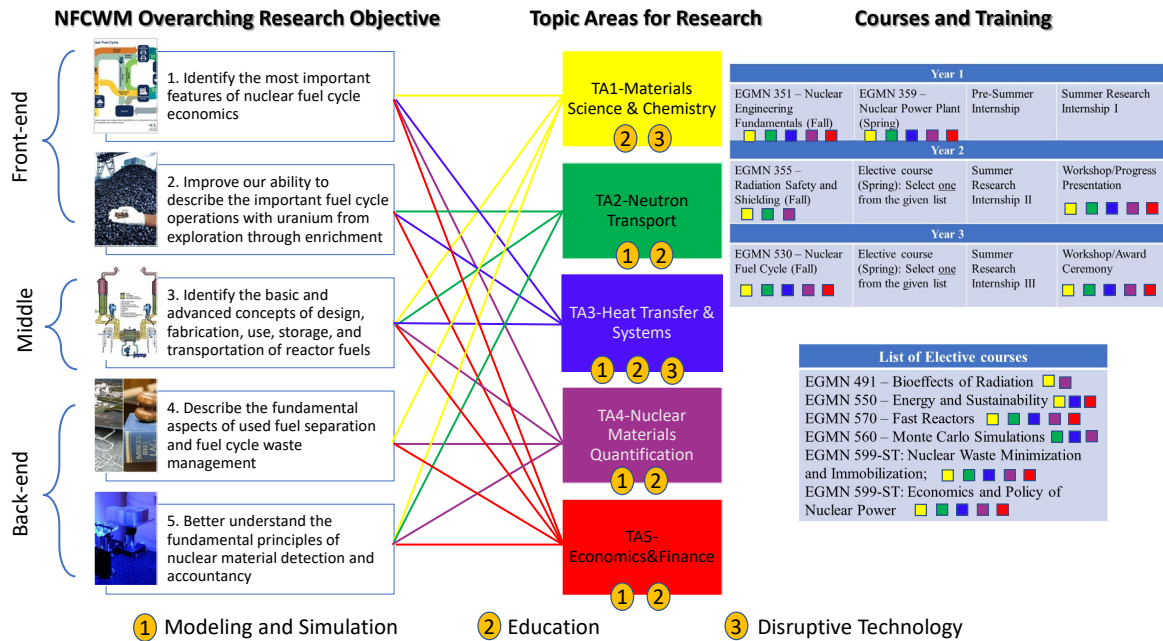 NFCWM Overarching Research Objective
Topic Areas for Research
Courses and Training
Front-end
Middle
Back-end
1. Identify the most important
features of nuclear fuel cycle
economics
2. Improve our ability to
describe the important fuel cycle
operations with uranium from
exploration through enrichment
3. Identify the basic and
advanced concepts of design,
fabrication, use, storage, and
transportation of reactor fuels
4. Describe the fundamental
aspects of used fuel separation
and fuel cycle waste
management
5. Better understand the
fundamental principles of
nuclear material detection and
accountancy
TA1-Materials
Science & Chemistry
2 3
TA2-Neutron
Transport
1 2
TA3-Heat Transfer &
Systems
1 2 3
TA4-Nuclear
Materials
Quantification
1 2
TA5-
Economics&Finance
1 2
Year 1
EGMN 351 – Nuclear
Engineering
Fundamentals (Fall)
EGMN 359 –
Nuclear Power Plant
(Spring)
Pre-Summer
Internship
Summer Research
Internship I
Year 2
EGMN 355 –
Radiation Safety and
Shielding (Fall)
Elective course
(Spring): Select one
from the given list
Summer
Research
Internship II
Workshop/Progress
Presentation
Year 3
EGMN 530 – Nuclear
Fuel Cycle (Fall)
Elective course
(Spring): Select one
from the given list
Summer
Research
Internship III
Workshop/Award
Ceremony
List of Elective courses
EGMN 491 – Bioeffects of Radiation
EGMN 550 – Energy and Sustainability
EGMN 570 – Fast Reactors
EGMN 560 – Monte Carlo Simulations
EGMN 599-ST: Nuclear Waste Minimization
and Immobilization;
EGMN 599-ST: Economics and Policy of
Nuclear Power
1 Modeling and Simulation
2 Education
3 Disruptive Technology